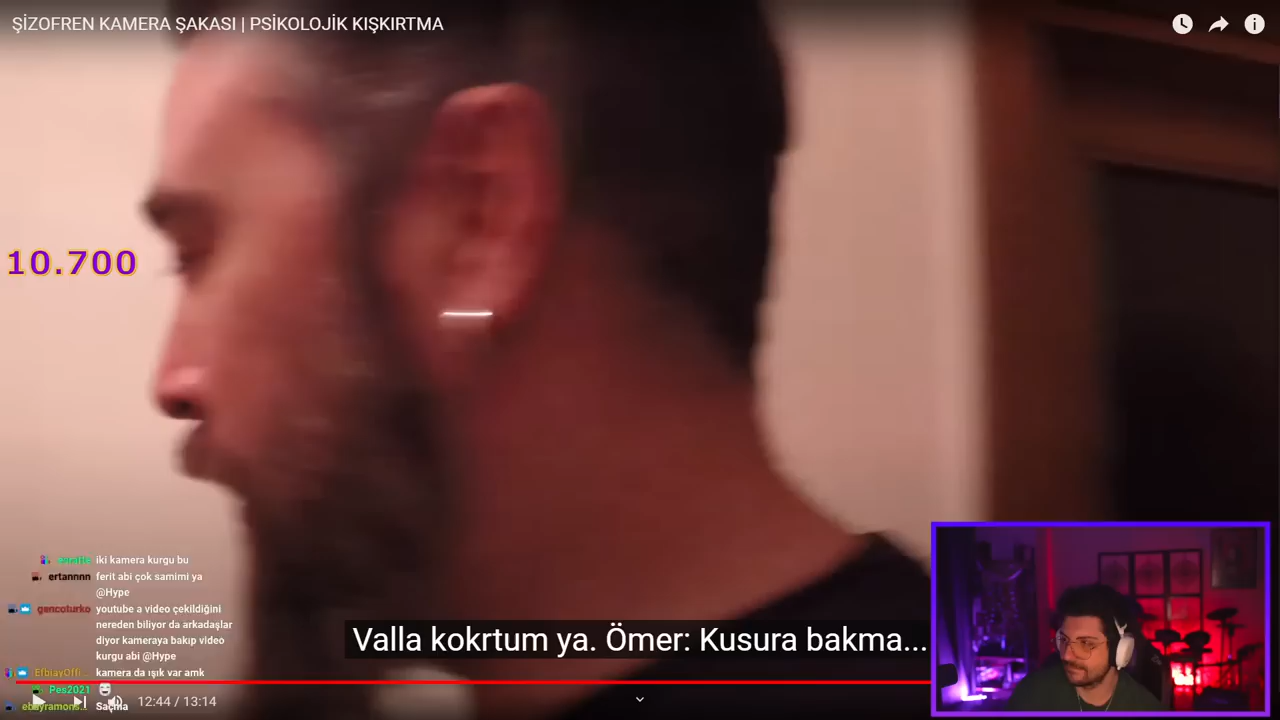 ŞİZOFREN KAMERA ŞAKASI | PSİKOLOJİK KIŞKIRTMA
10.700
iki kamera kurgu bu
ertannnn ferit abi çok samimi ya
@Hype
gencoturko youtube a video çekildiğini
nereden biliyor da arkadaşlar
diyor kameraya bakıp video
kurgu abi @Hype
kamera da ışık var amk
Pes2021
Saçma
Valla kokrtum ya. Ömer: Kusura bakma...
12:44 / 13:14